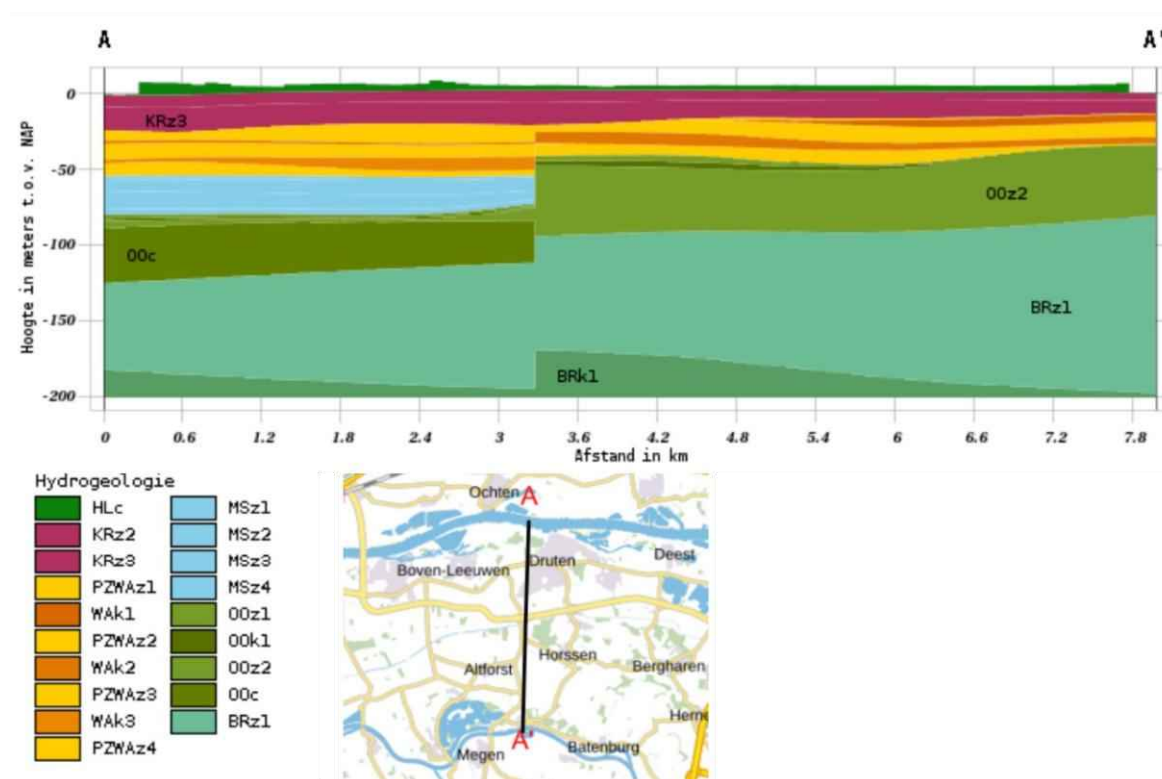 A
A'
Hoogte in meters t.o.v. NAP
0
-50
-100
-150
-200
KRz3
OOz2
OOc
BRz1
BRk1
0 0.6 1.2 1.8 2.4 3 3.6 4.2 4.8 5.4 6 6.6 7.2 7.8
Afstand in km
Hydrogeologie
HLc
KRz2
KRz3
PZWAz1
WAk1
PZWAz2
WAk2
PZWAz3
WAk3
PZWAz4
MSz1
MSz2
MSz3
MSz4
OOz1
OOk1
OOz2
OOc
BRz1
Ochten
A
Druten
Deest
Boven-Leeuwen
Horssen
Altforst
Bergharen
Herne
A'
Megen
Batenburg